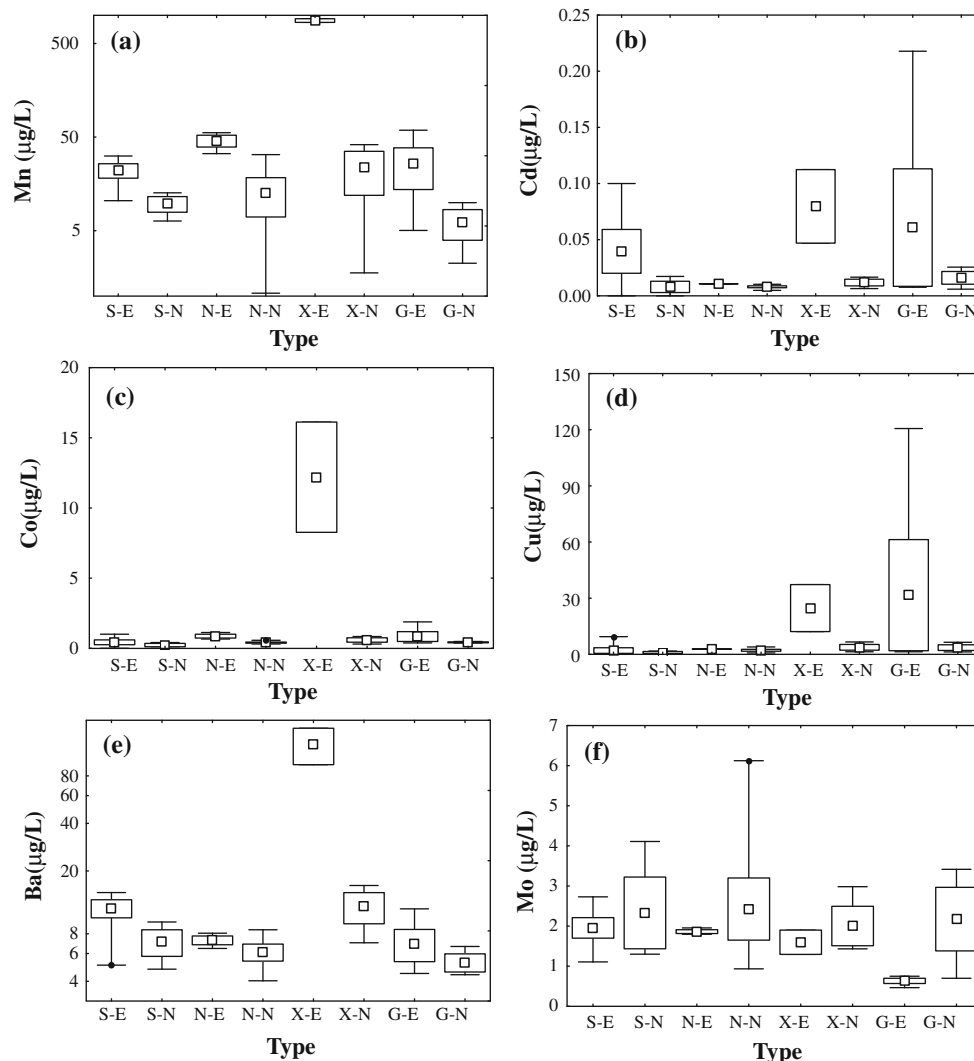 (a)
500
50
5
Mn (µg/L)
S-E S-N N-E N-N X-E X-N G-E G-N
Type
(b)
0.25
0.20
0.15
0.10
0.05
0.00
Cd(µg/L)
S-E S-N N-E N-N X-E X-N G-E G-N
Type
(c)
20
15
10
5
0
Co(µg/L)
S-E S-N N-E N-N X-E X-N G-E G-N
Type
(d)
150
120
90
60
30
0
Cu(µg/L)
S-E S-N N-E N-N X-E X-N G-E G-N
Type
(e)
80
60
40
20
8
6
4
Ba(µg/L)
S-E S-N N-E N-N X-E X-N G-E G-N
Type
(f)
7
6
5
4
3
2
1
0
Mo (µg/L)
S-E S-N N-E N-N X-E X-N G-E G-N
Type